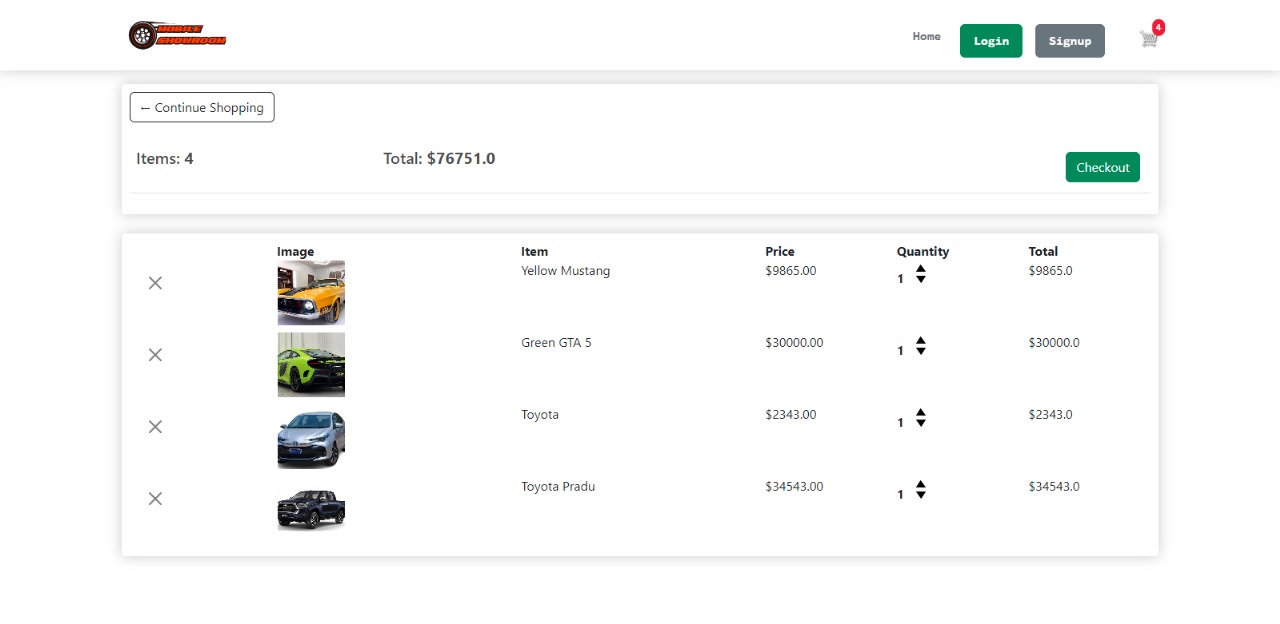 MOBILE
SHOWROOM
Home Login Signup 4
← Continue Shopping
Items: 4 Total: $76751.0
Checkout
Image Item Price Quantity Total
Yellow Mustang $9865.00 1 $9865.0
Green GTA 5 $30000.00 1 $30000.0
Toyota $2343.00 1 $2343.0
Toyota Pradu $34543.00 1 $34543.0